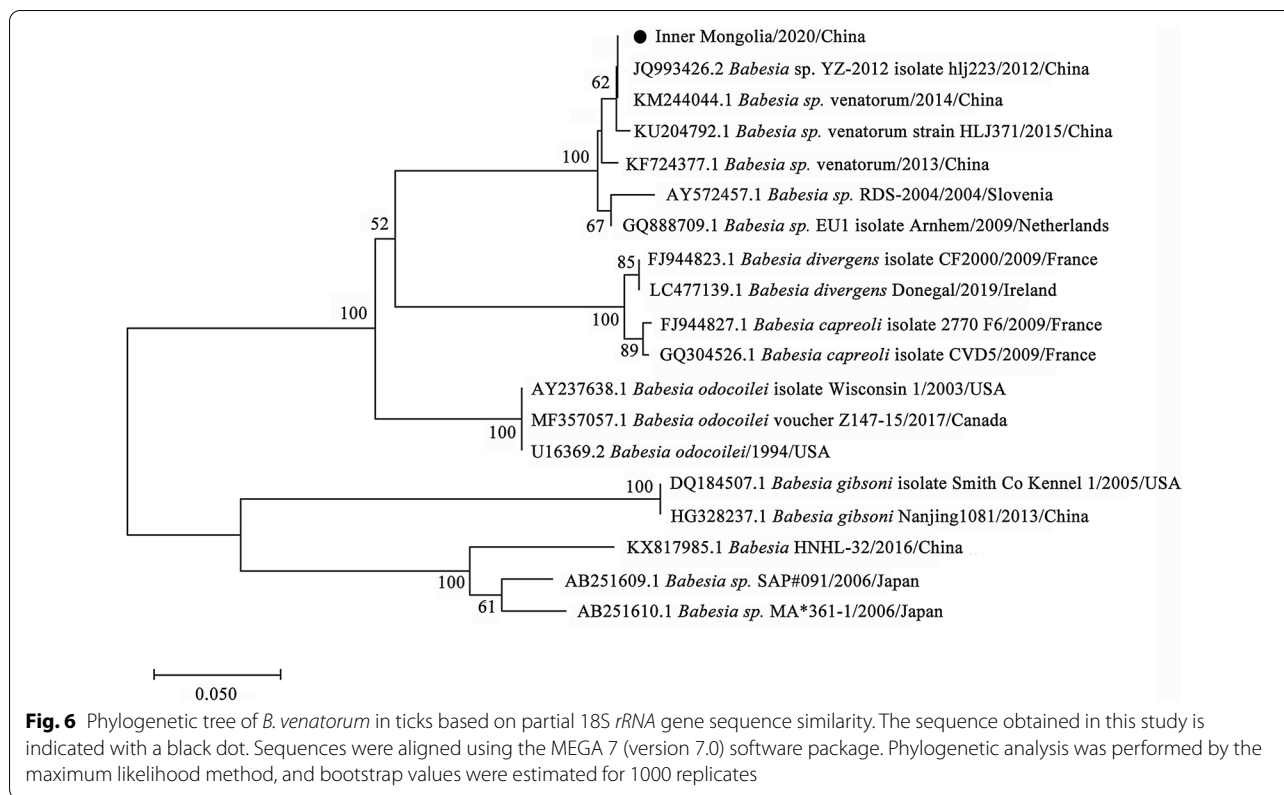 ● Inner Mongolia/2020/China
JQ993426.2 Babesia sp. YZ-2012 isolate hlj223/2012/China
62
KM244044.1 Babesia sp. venatorum/2014/China
KU204792.1 Babesia sp. venatorum strain HLJ371/2015/China
100
KF724377.1 Babesia sp. venatorum/2013/China
AY572457.1 Babesia sp. RDS-2004/2004/Slovenia
52
67
GQ888709.1 Babesia sp. EU1 isolate Arnhem/2009/Netherlands
85
FJ944823.1 Babesia divergens isolate CF2000/2009/France
LC477139.1 Babesia divergens Donegal/2019/Ireland
100
100
FJ944827.1 Babesia capreoli isolate 2770 F6/2009/France
89
GQ304526.1 Babesia capreoli isolate CVD5/2009/France
AY237638.1 Babesia odocoilei isolate Wisconsin 1/2003/USA
MF357057.1 Babesia odocoilei voucher Z147-15/2017/Canada
100
U16369.2 Babesia odocoilei/1994/USA
100
DQ184507.1 Babesia gibsoni isolate Smith Co Kennel 1/2005/USA
HG328237.1 Babesia gibsoni Nanjing1081/2013/China
KX817985.1 Babesia HNHL-32/2016/China
100
AB251609.1 Babesia sp. SAP#091/2006/Japan
61
AB251610.1 Babesia sp. MA*361-1/2006/Japan
0.050
Fig. 6 Phylogenetic tree of B. venatorum in ticks based on partial 18S rRNA gene sequence similarity. The sequence obtained in this study is
indicated with a black dot. Sequences were aligned using the MEGA 7 (version 7.0) software package. Phylogenetic analysis was performed by the
maximum likelihood method, and bootstrap values were estimated for 1000 replicates